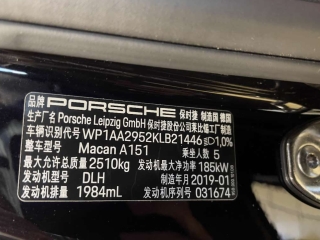 品牌 PORSCHE 保时捷 制造国 德国
生产厂名 Porsche Leipzig GmbH 保时捷股份公司莱比锡工厂制造
车辆识别代号 WP1AA2952KLB21446 D1,0%
整车型号 Macan A151 乘坐人数 5
最大允许总质量 2510kg 发动机最大净功率 185kW
发动机型号 DLH 制造年月 2019-01
发动机排量 1984mL 序列号 031674